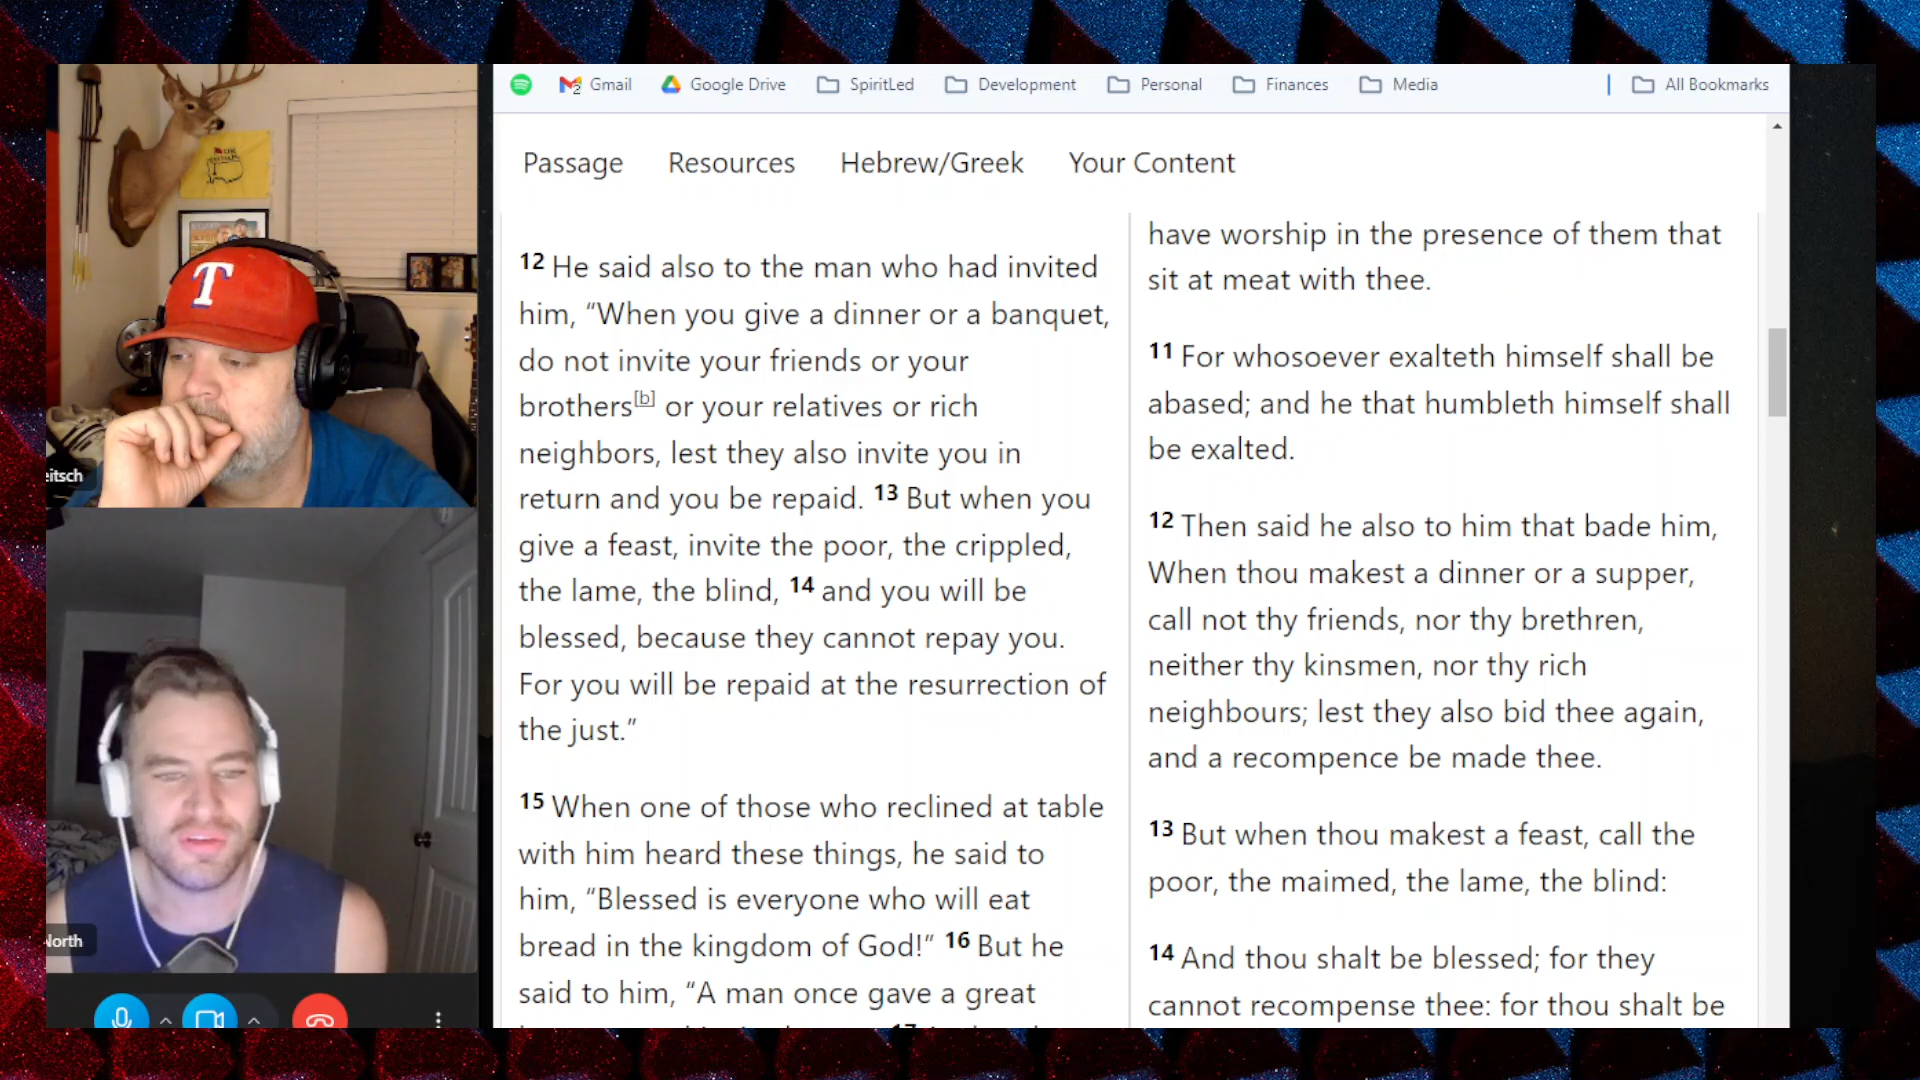 Gmail Google Drive SpiritLed Development Personal Finances Media All Bookmarks
Passage Resources Hebrew/Greek Your Content
12 He said also to the man who had invited
him, “When you give a dinner or a banquet,
do not invite your friends or your
brothers[b] or your relatives or rich
neighbors, lest they also invite you in
return and you be repaid. 13 But when you
give a feast, invite the poor, the crippled,
the lame, the blind, 14 and you will be
blessed, because they cannot repay you.
For you will be repaid at the resurrection of
the just.”
15 When one of those who reclined at table
with him heard these things, he said to
him, “Blessed is everyone who will eat
bread in the kingdom of God!” 16 But he
said to him, “A man once gave a great
have worship in the presence of them that
sit at meat with thee.
11 For whosoever exalteth himself shall be
abased; and he that humbleth himself shall
be exalted.
12 Then said he also to him that bade him,
When thou makest a dinner or a supper,
call not thy friends, nor thy brethren,
neither thy kinsmen, nor thy rich
neighbours; lest they also bid thee again,
and a recompence be made thee.
13 But when thou makest a feast, call the
poor, the maimed, the lame, the blind:
14 And thou shalt be blessed; for they
cannot recompense thee: for thou shalt be
T
eitsch
North